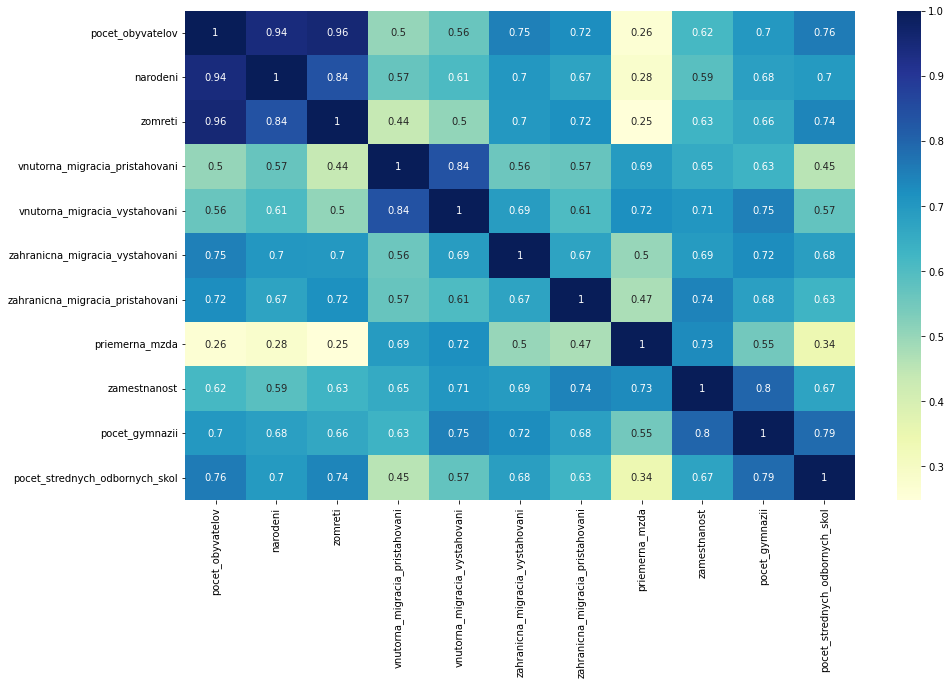 pocet_obyvatelov 1 0.94 0.96 0.5 0.56 0.75 0.72 0.26 0.62 0.7 0.76
narodeni 0.94 1 0.84 0.57 0.61 0.7 0.67 0.28 0.59 0.68 0.7
zomreti 0.96 0.84 1 0.44 0.5 0.7 0.72 0.25 0.63 0.66 0.74
vnutorna_migracia_pristahovani 0.5 0.57 0.44 1 0.84 0.56 0.57 0.69 0.65 0.63 0.45
vnutorna_migracia_vystahovani 0.56 0.61 0.5 0.84 1 0.69 0.61 0.72 0.71 0.75 0.57
zahranicna_migracia_vystahovani 0.75 0.7 0.7 0.56 0.69 1 0.67 0.5 0.69 0.72 0.68
zahranicna_migracia_pristahovani 0.72 0.67 0.72 0.57 0.61 0.67 1 0.47 0.74 0.68 0.63
priemerna_mzda 0.26 0.28 0.25 0.69 0.72 0.5 0.47 1 0.73 0.55 0.34
zamestnanost 0.62 0.59 0.63 0.65 0.71 0.69 0.74 0.73 1 0.8 0.67
pocet_gymnazii 0.7 0.68 0.66 0.63 0.75 0.72 0.68 0.55 0.8 1 0.79
pocet_strednych_odbornych_skol 0.76 0.7 0.74 0.45 0.57 0.68 0.63 0.34 0.67 0.79 1
pocet_obyvatelov
narodeni
zomreti
vnutorna_migracia_pristahovani
vnutorna_migracia_vystahovani
zahranicna_migracia_vystahovani
zahranicna_migracia_pristahovani
priemerna_mzda
zamestnanost
pocet_gymnazii
pocet_strednych_odbornych_skol
1.0
0.9
0.8
0.7
0.6
0.5
0.4
0.3